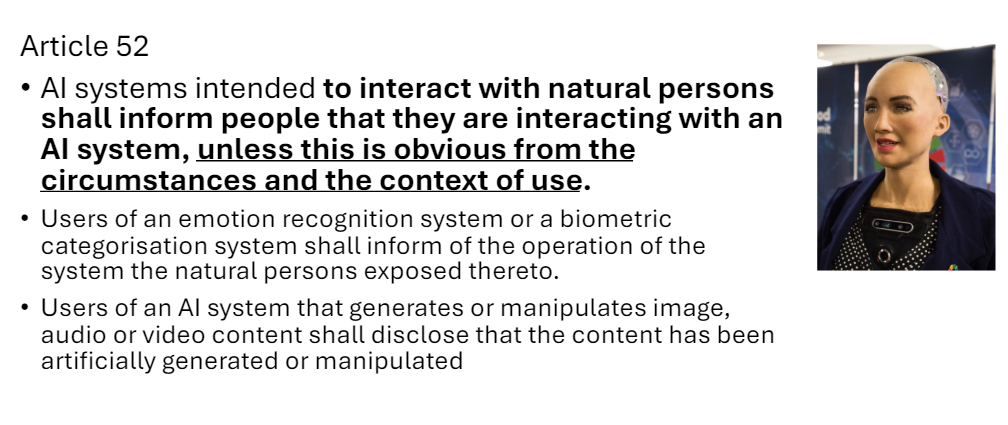 Article 52
• AI systems intended to interact with natural persons
shall inform people that they are interacting with an
AI system, unless this is obvious from the
circumstances and the context of use.
• Users of an emotion recognition system or a biometric
categorisation system shall inform of the operation of the
system the natural persons exposed thereto.
• Users of an AI system that generates or manipulates image,
audio or video content shall disclose that the content has been
artificially generated or manipulated